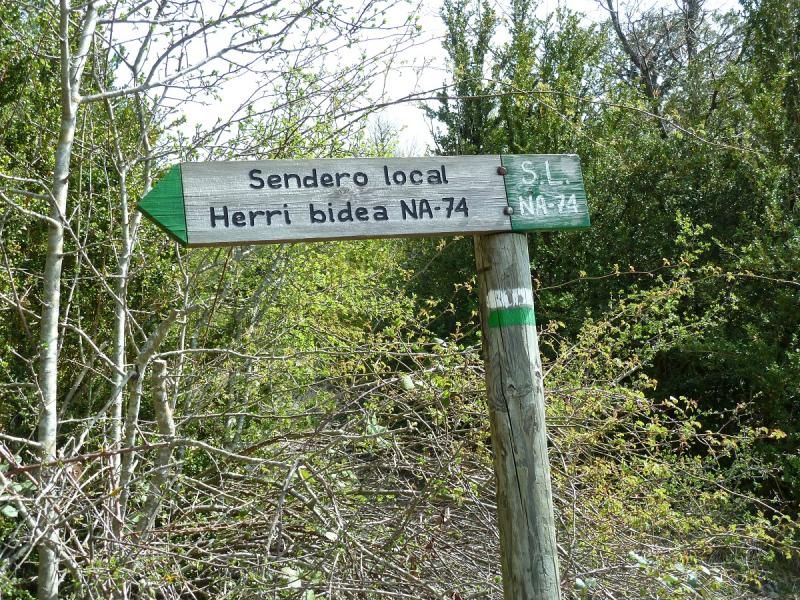 Sendero local
Herri bidea NA-74
S.L.
NA-74